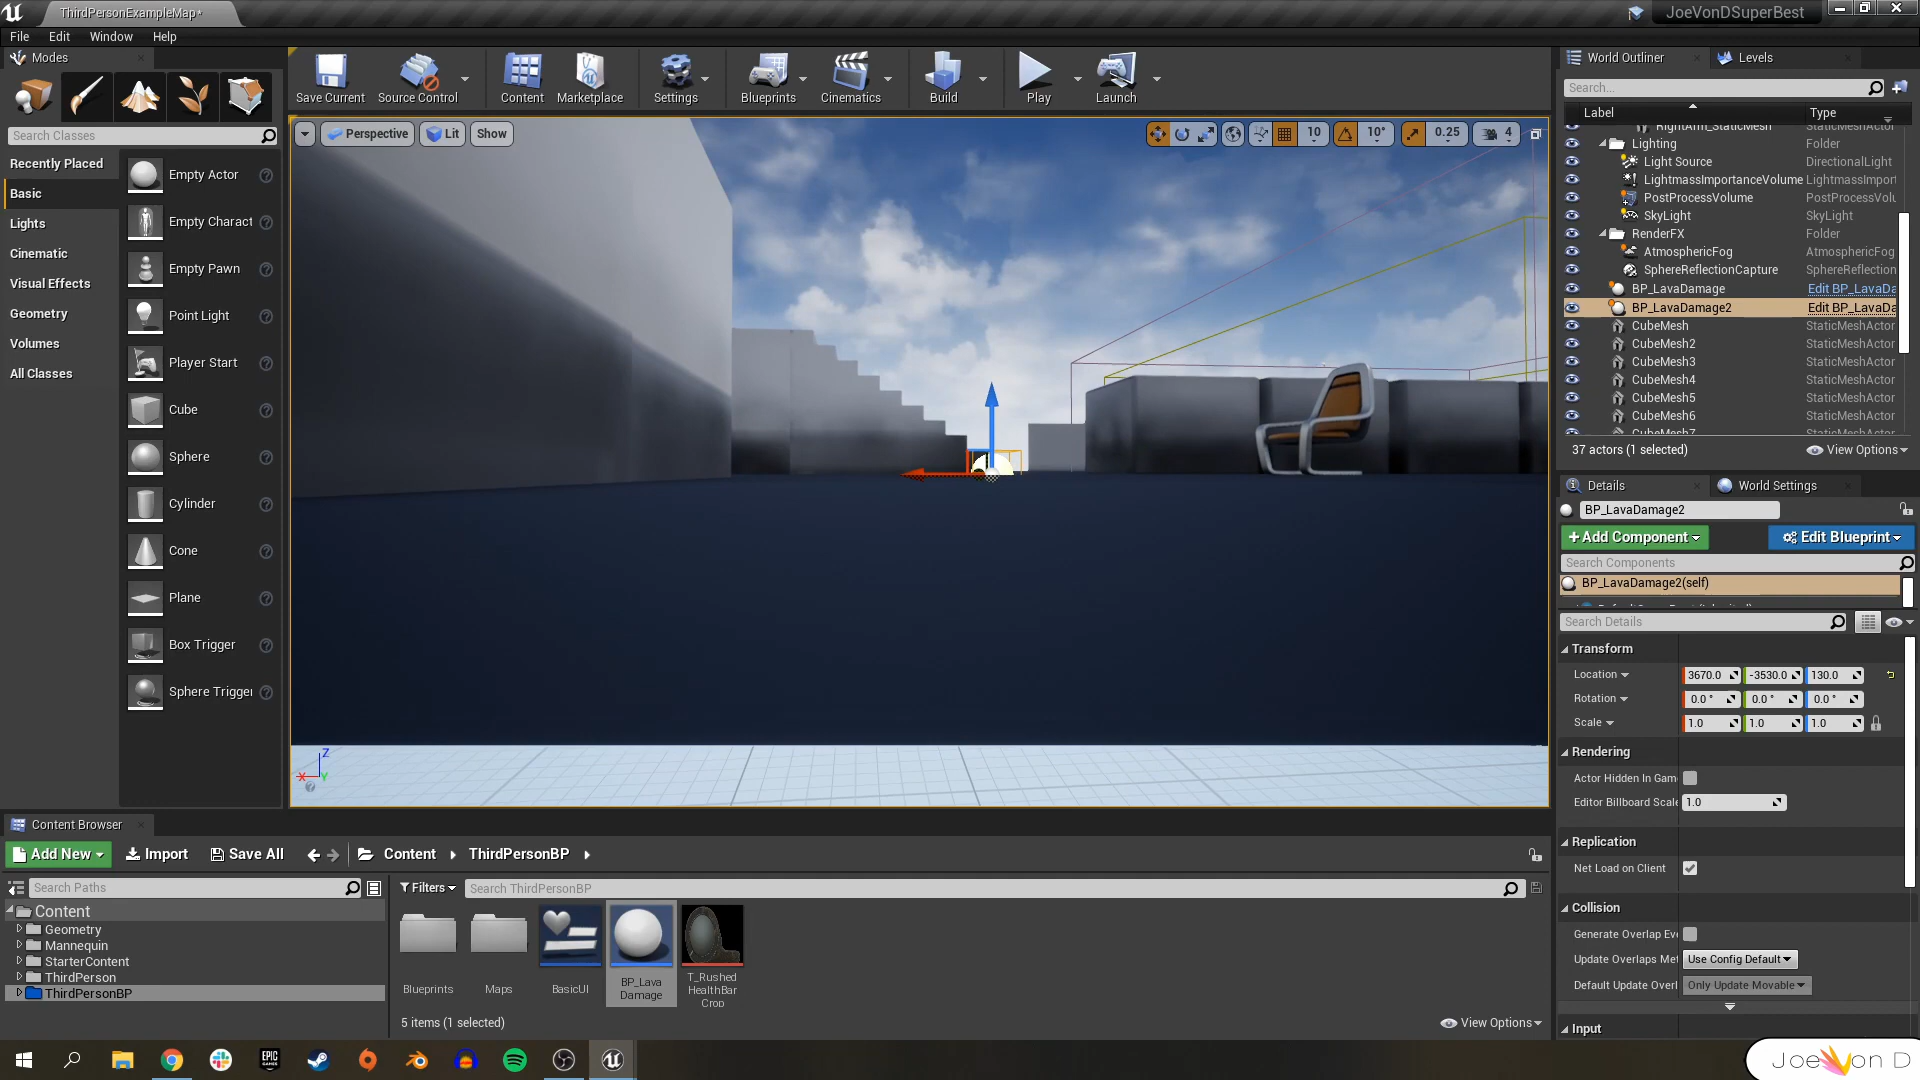 ThirdPersonExampleMap*
JoeVonDSuperBest
File Edit Window Help
Modes
Search Classes
Recently Placed
Basic
Lights
Cinematic
Visual Effects
Geometry
Volumes
All Classes
Empty Actor
Empty Charact
Empty Pawn
Point Light
Player Start
Cube
Sphere
Cylinder
Cone
Plane
Box Trigger
Sphere Trigger
Save Current
Source Control
Content
Marketplace
Settings
Blueprints
Cinematics
Build
Play
Launch
Perspective
Lit
Show
10
10°
0.25
4
X
Y
Z
World Outliner
Levels
Search...
Label Type
RightArm_StaticMesh StaticMeshActor
Lighting Folder
Light Source DirectionalLight
LightmassImportanceVolume LightmassImport
PostProcessVolume PostProcessVolu
SkyLight SkyLight
RenderFX Folder
AtmosphericFog AtmosphericFog
SphereReflectionCapture SphereReflection
BP_LavaDamage Edit BP_LavaDa
BP_LavaDamage2 Edit BP_LavaDa
CubeMesh StaticMeshActor
CubeMesh2 StaticMeshActor
CubeMesh3 StaticMeshActor
CubeMesh4 StaticMeshActor
CubeMesh5 StaticMeshActor
CubeMesh6 StaticMeshActor
CubeMesh7 StaticMeshActor
37 actors (1 selected)
View Options
Details
World Settings
BP_LavaDamage2
+Add Component
Edit Blueprint
Search Components
BP_LavaDamage2(self)
Search Details
Transform
Location 3670.0 -3530.0 130.0
Rotation 0.0° 0.0° 0.0°
Scale 1.0 1.0 1.0
Rendering
Actor Hidden In Gam
Editor Billboard Scale 1.0
Replication
Net Load on Client
Collision
Generate Overlap Eve
Update Overlaps Met Use Config Default
Default Update Overl Only Update Movable
Input
Content Browser
Add New
Import
Save All
Content
ThirdPersonBP
Search Paths
Filters
Search ThirdPersonBP
Content
Geometry
Mannequin
StarterContent
ThirdPerson
ThirdPersonBP
Blueprints
Maps
BasicUI
BP_Lava
Damage
T_Rushed
HealthBar
Crop
5 items (1 selected)
View Options
EPIC
GAMES
Joe Von D